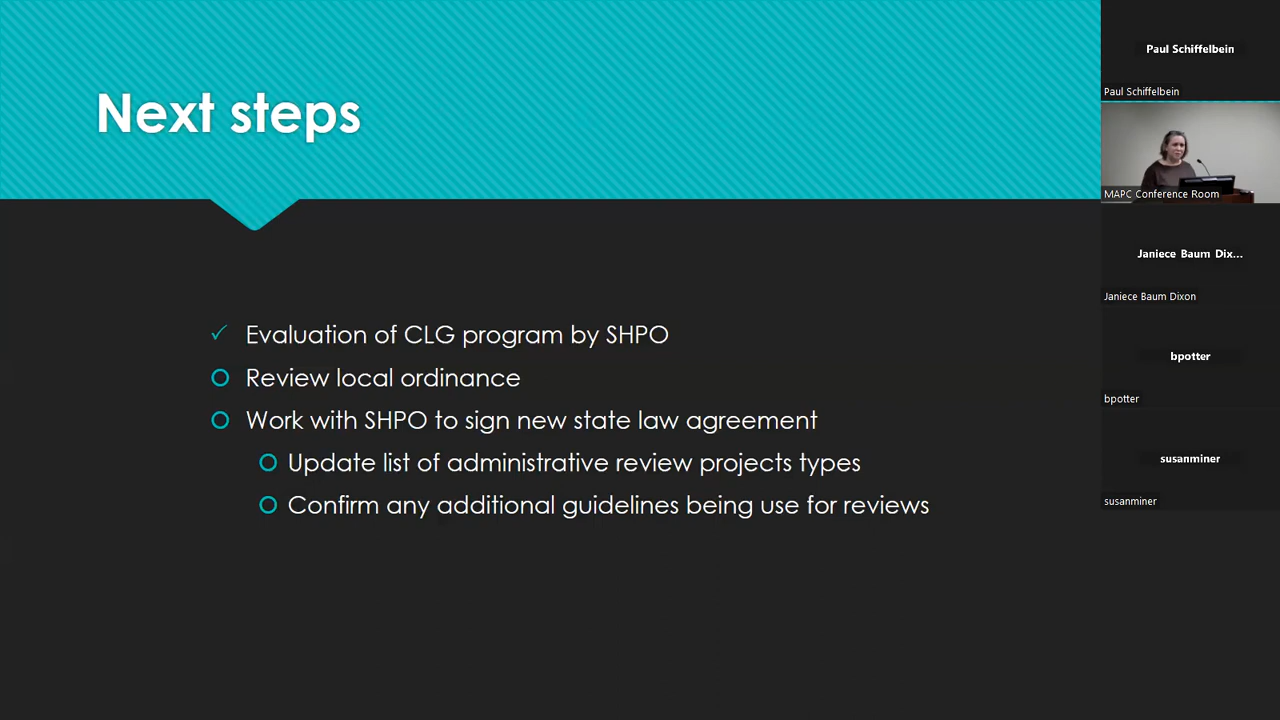 Next steps
✓ Evaluation of CLG program by SHPO
Review local ordinance
Work with SHPO to sign new state law agreement
Update list of administrative review projects types
Confirm any additional guidelines being use for reviews
Paul Schiffelbein
Paul Schiffelbein
MAPC Conference Room
Janiece Baum Dix...
Janiece Baum Dixon
bpotter
bpotter
susanminer
susanminer